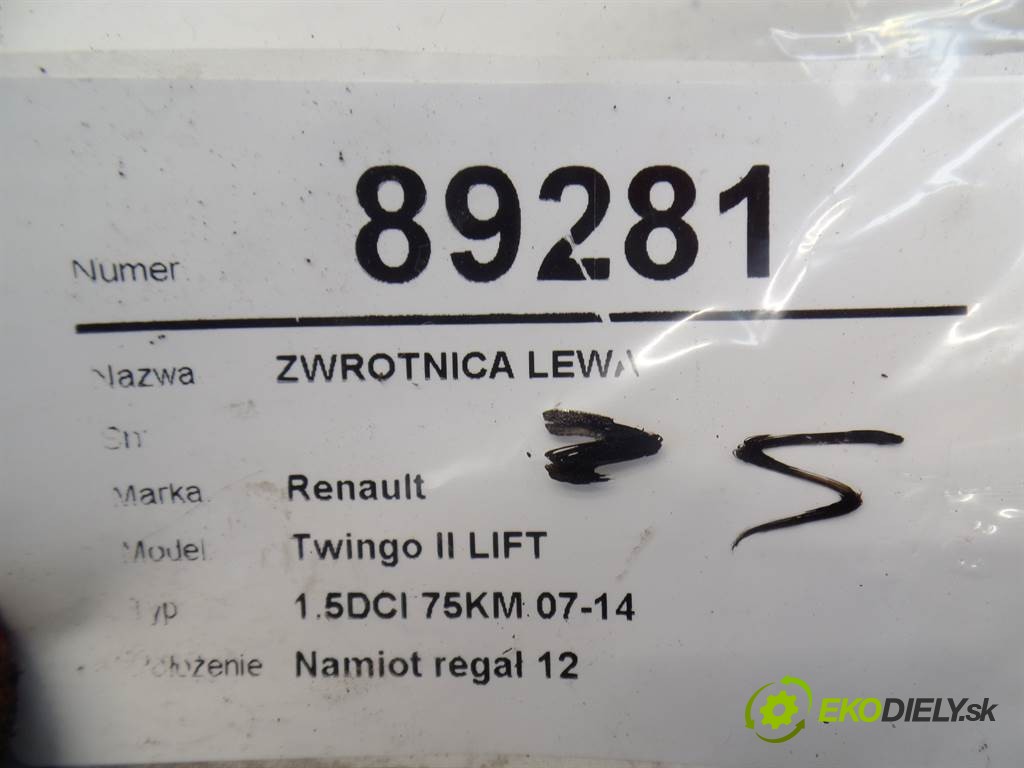 Numer 89281
Nazwa ZWROTNICA LEWA
Marka Renault
Model Twingo II LIFT
Typ 1.5DCI 75KM 07-14
Położenie Namiot regał 12
EKODIELY.sk